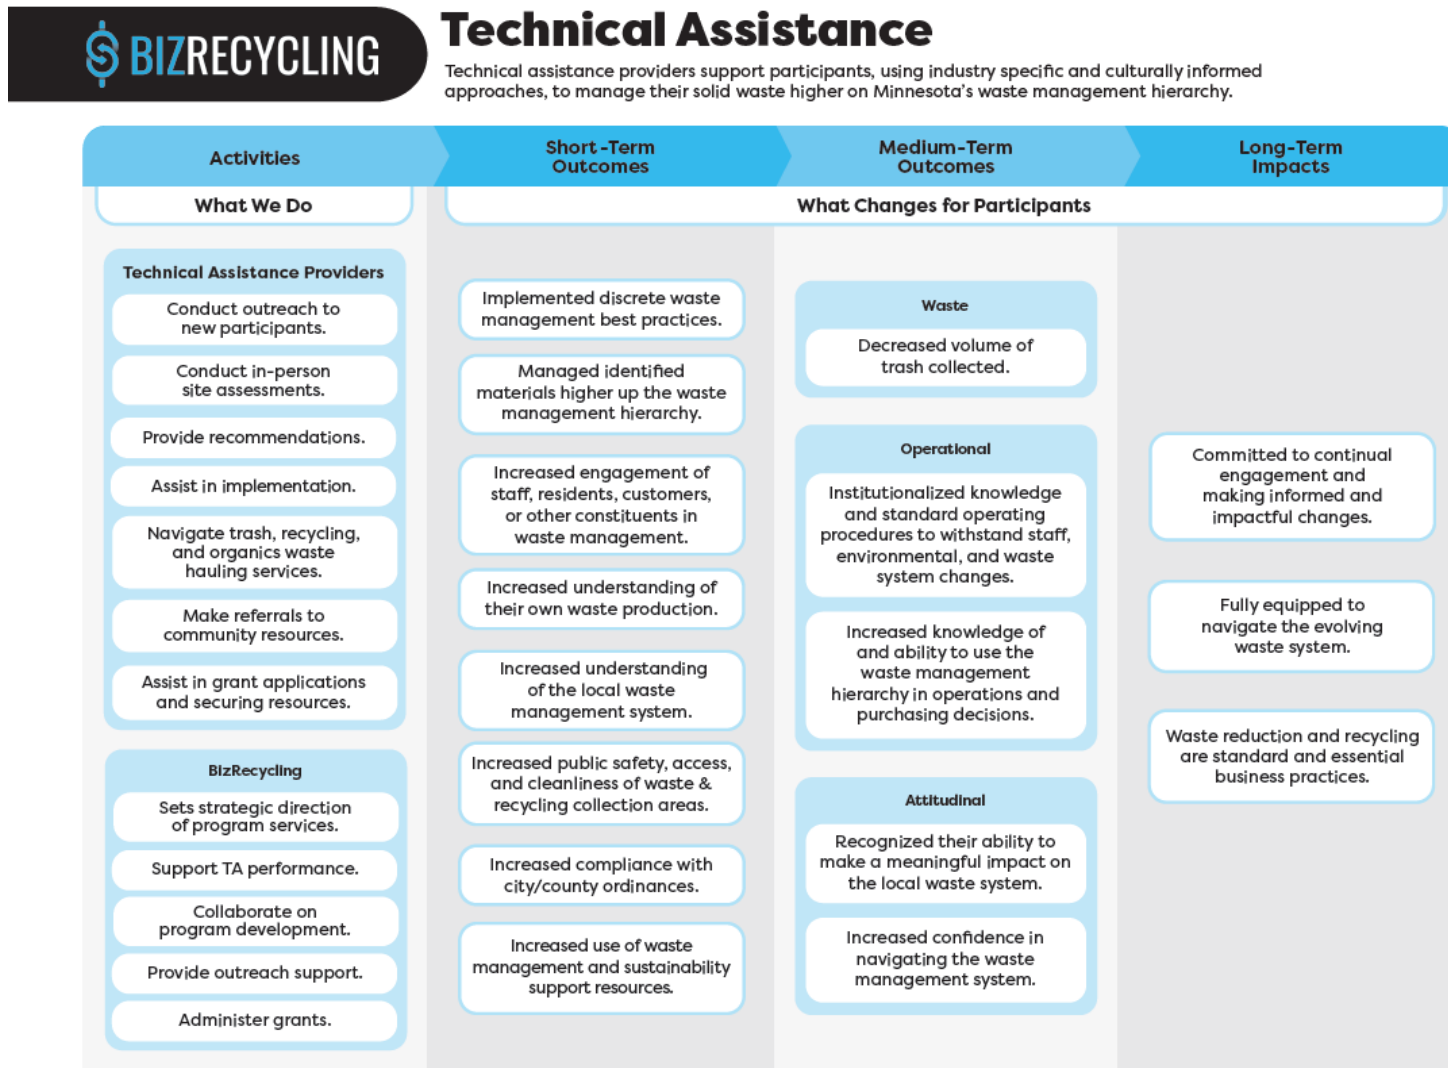 BIZRECYCLING
Technical Assistance
Technical assistance providers support participants, using industry specific and culturally informed
approaches, to manage their solid waste higher on Minnesota's waste management hierarchy.
Activities
Short-Term
Outcomes
Medium-Term
Outcomes
Long-Term
Impacts
What We Do
What Changes for Participants
Technical Assistance Providers
Conduct outreach to
new participants.
Conduct in-person
site assessments.
Provide recommendations.
Assist in implementation.
Navigate trash, recycling,
and organics waste
hauling services.
Make referrals to
community resources.
Assist in grant applications
and securing resources.
BizRecycling
Sets strategic direction
of program services.
Support TA performance.
Collaborate on
program development.
Provide outreach support.
Administer grants.
Implemented discrete waste
management best practices.
Managed identified
materials higher up the waste
management hierarchy.
Increased engagement of
staff, residents, customers,
or other constituents in
waste management.
Increased understanding of
their own waste production.
Increased understanding
of the local waste
management system.
Increased public safety, access,
and cleanliness of waste &
recycling collection areas.
Increased compliance with
city/county ordinances.
Increased use of waste
management and sustainability
support resources.
Waste
Decreased volume of
trash collected.
Operational
Institutionalized knowledge
and standard operating
procedures to withstand staff,
environmental, and waste
system changes.
Increased knowledge of
and ability to use the
waste management
hierarchy in operations and
purchasing decisions.
Attitudinal
Recognized their ability to
make a meaningful impact on
the local waste system.
Increased confidence in
navigating the waste
management system.
Committed to continual
engagement and
making informed and
impactful changes.
Fully equipped to
navigate the evolving
waste system.
Waste reduction and recycling
are standard and essential
business practices.